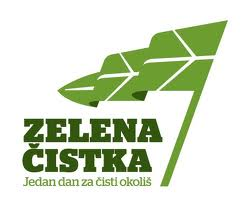 ZELENA
ČISTKA
Jedan dan za čisti okoliš